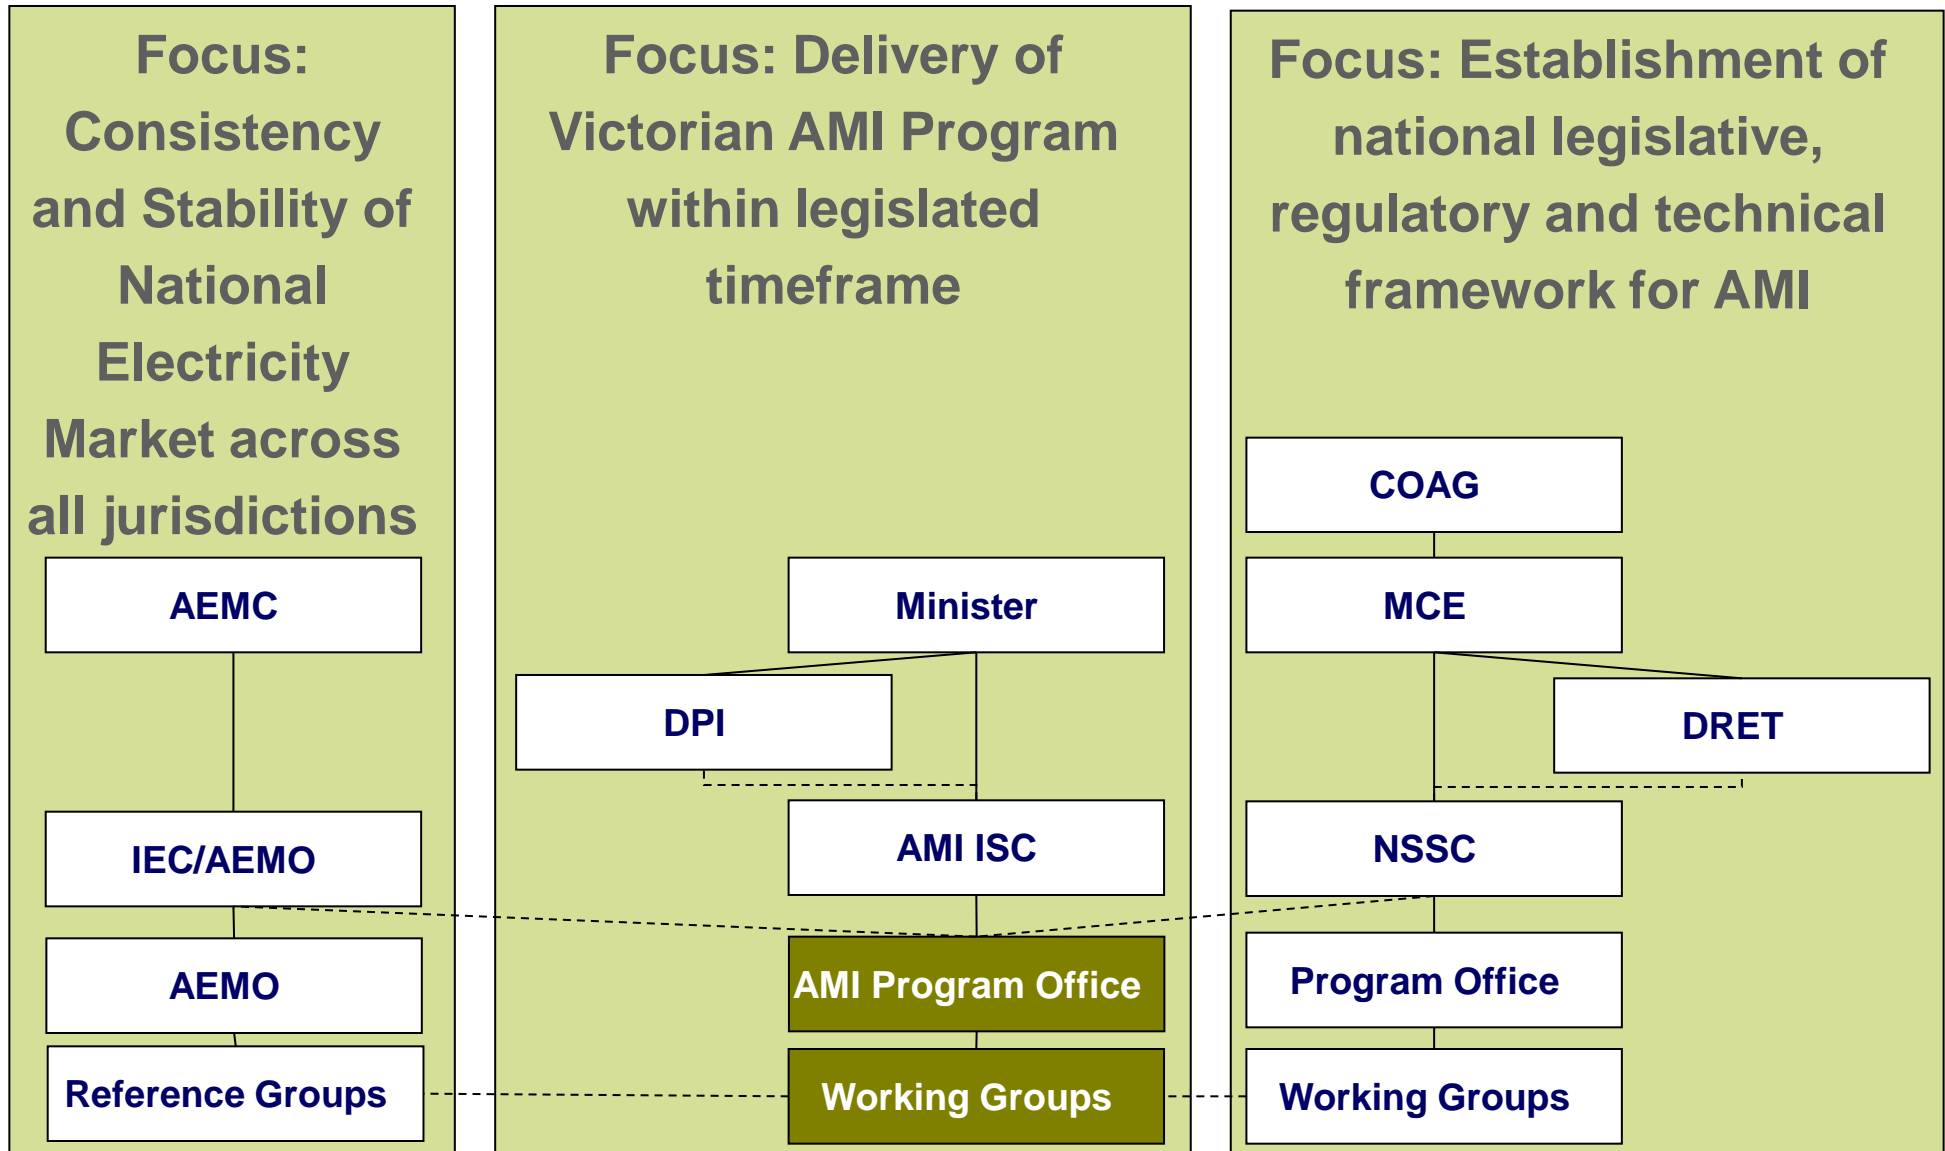 Focus:
Consistency
and Stability of
National
Electricity
Market across
all jurisdictions
AEMC
IEC/AEMO
AEMO
Reference Groups
Focus: Delivery of
Victorian AMI Program
within legislated
timeframe
Minister
DPI
AMI ISC
AMI Program Office
Working Groups
Focus: Establishment of
national legislative,
regulatory and technical
framework for AMI
COAG
MCE
DRET
NSSC
Program Office
Working Groups